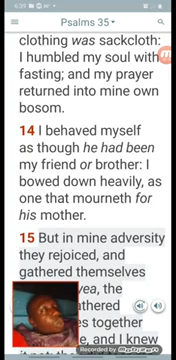 6:39
Psalms 35
clothing was sackcloth:
I humbled my soul with
fasting; and my prayer
returned into mine own
bosom.
14 I behaved myself
as though he had been
my friend or brother: I
bowed down heavily, as
one that mourneth for
his mother.
15 But in mine adversity
they rejoiced, and
gathered themselves
yea, the
thered
s together
e, and I knew
Recorded by